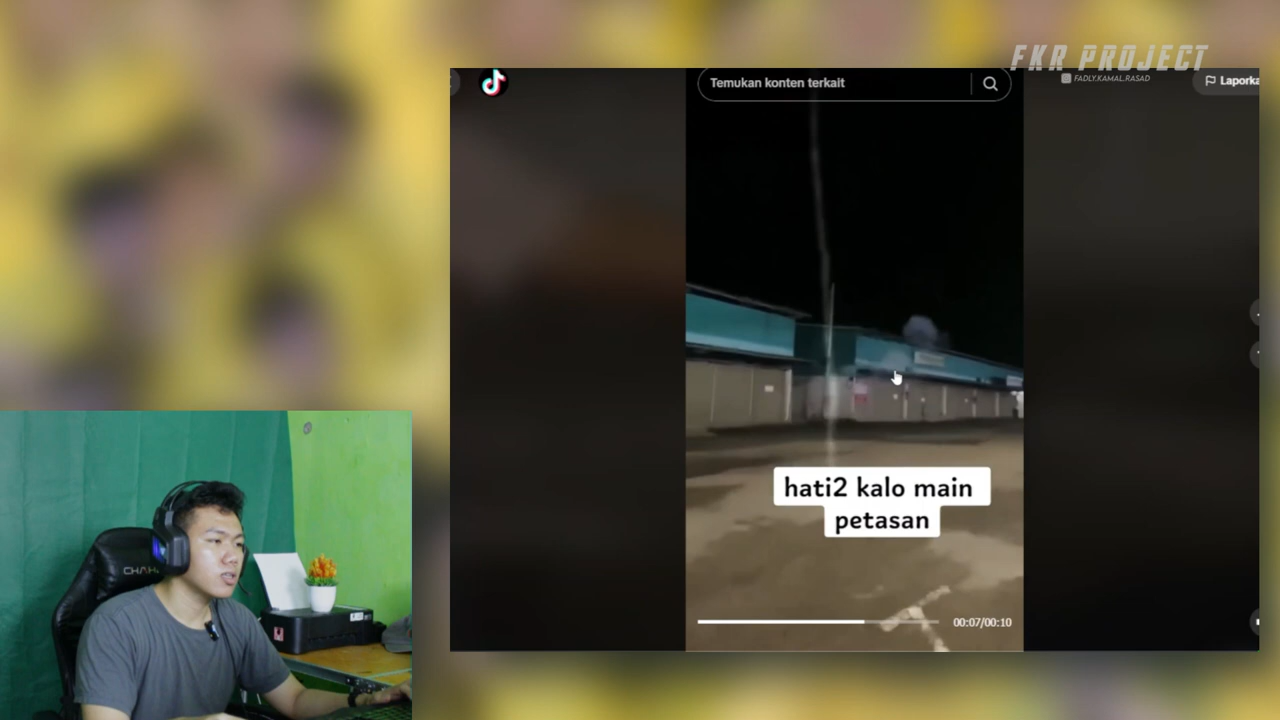 FKR PROJECT
FADLY.KAMAL.RASAD
Temukan konten terkait
Laporka
hati2 kalo main
petasan
00:07/00:10